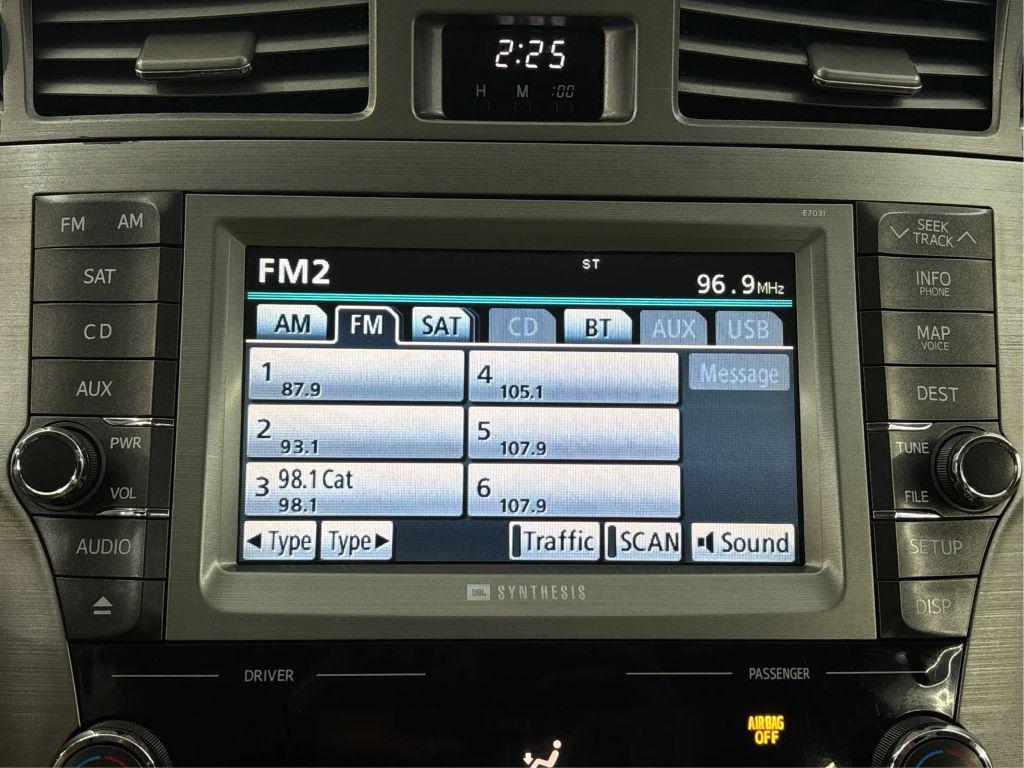 2:25
H M :00
E7031
FM AM
SAT
CD
AUX
PWR
VOL
AUDIO
FM2
ST
96.9MHz
AM FM SAT CD BT AUX USB
1 87.9
2 93.1
3 98.1 Cat
98.1
4 105.1
5 107.9
6 107.9
Message
Type Type
Traffic SCAN Sound
JBL SYNTHESIS
SEEK
TRACK
INFO
PHONE
MAP
VOICE
DEST
TUNE
FILE
SETUP
DISP
DRIVER
PASSENGER
AIRBAG
OFF